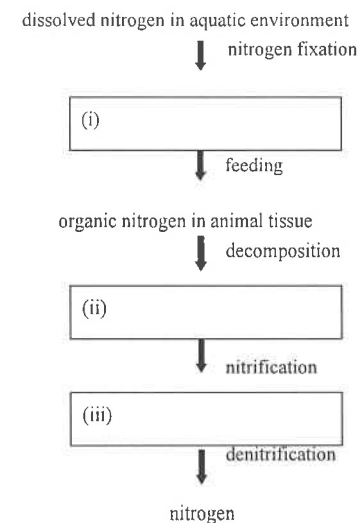 dissolved nitrogen in aquatic environment
nitrogen fixation
(i)
feeding
organic nitrogen in animal tissue
decomposition
(ii)
nitrification
(iii)
denitrification
nitrogen